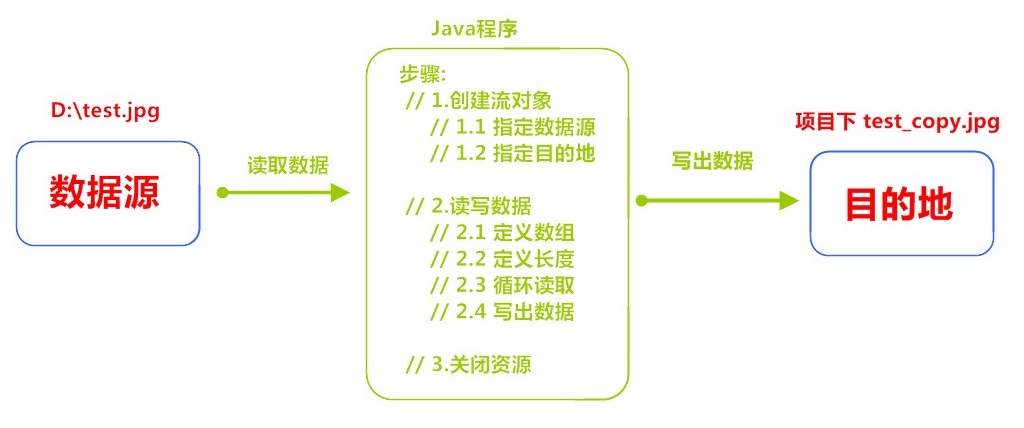 Java程序
D:\test.jpg
数据源
读取数据
步骤:
// 1.创建流对象
// 1.1 指定数据源
// 1.2 指定目的地
// 2.读写数据
// 2.1 定义数组
// 2.2 定义长度
// 2.3 循环读取
// 2.4 写出数据
// 3.关闭资源
写出数据
项目下 test_copy.jpg
目的地